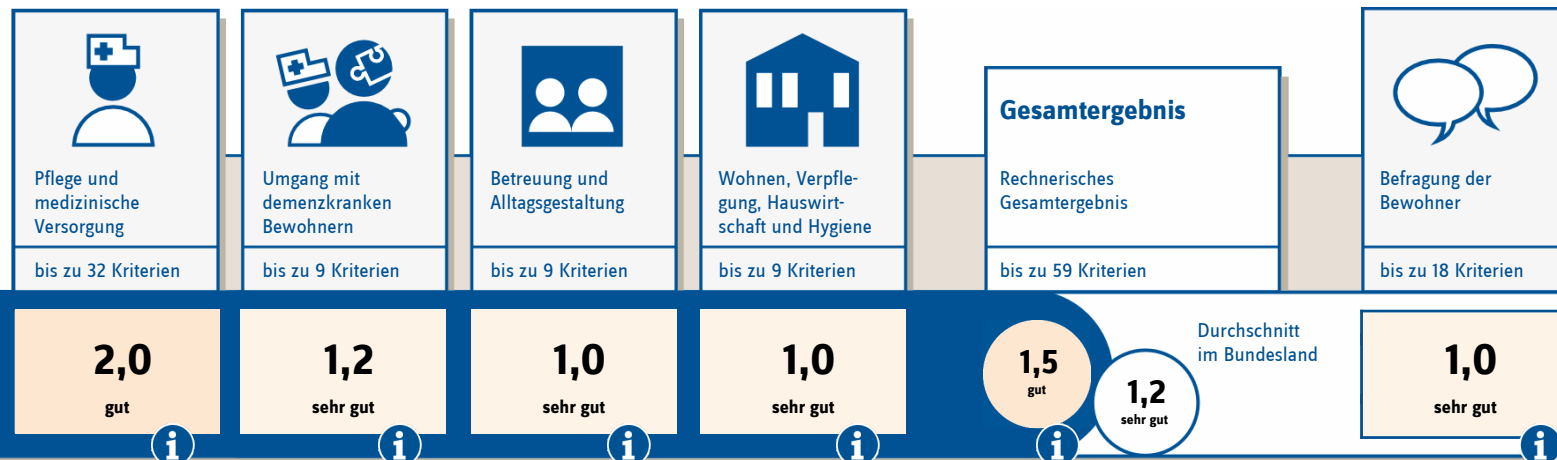 Pflege und
medizinische
Versorgung
bis zu 32 Kriterien
2,0
gut
Umgang mit
demenzkranken
Bewohnern
bis zu 9 Kriterien
1,2
sehr gut
Betreuung und
Alltagsgestaltung
bis zu 9 Kriterien
1,0
sehr gut
Wohnen, Verpfle-
gung, Hauswirt-
schaft und Hygiene
bis zu 9 Kriterien
1,0
sehr gut
Gesamtergebnis
Rechnerisches
Gesamtergebnis
bis zu 59 Kriterien
1,5
gut
Durchschnitt
im Bundesland
1,2
sehr gut
Befragung der
Bewohner
bis zu 18 Kriterien
1,0
sehr gut